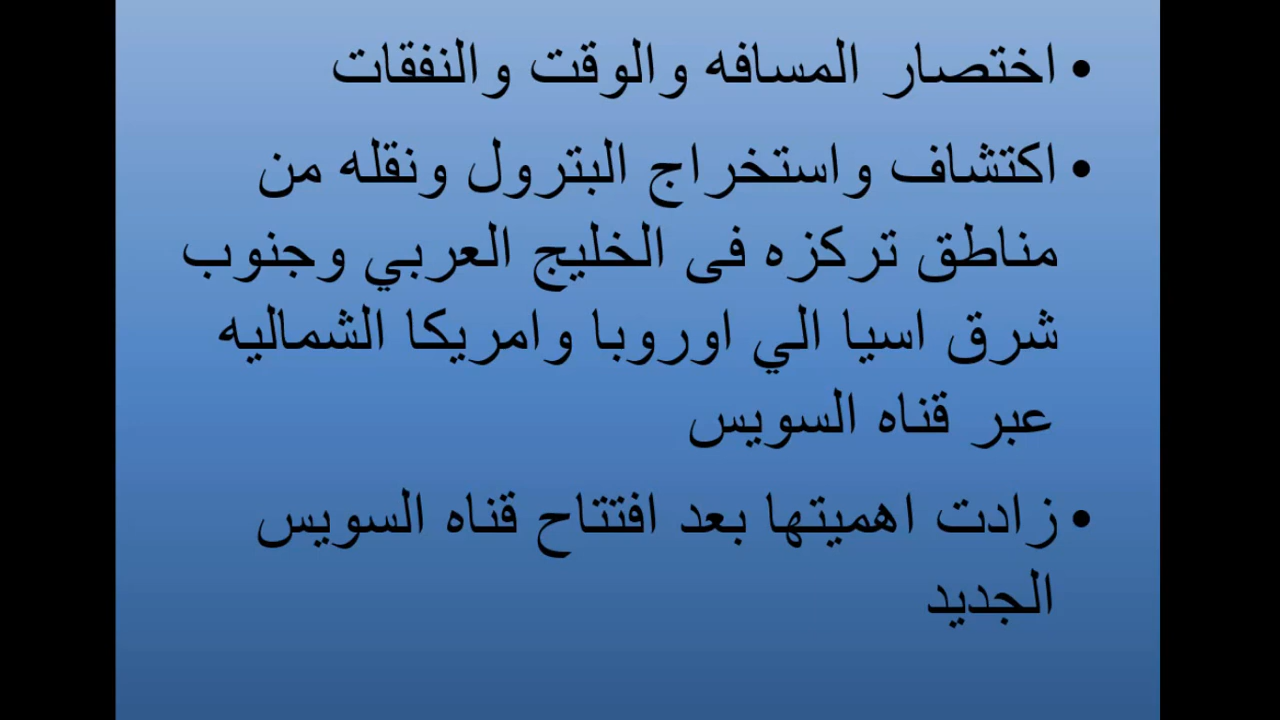 • اختصار المسافه والوقت والنفقات
• اكتشاف واستخراج البترول ونقله من
مناطق تركزه فى الخليج العربي وجنوب
شرق اسيا الي اوروبا وامريكا الشماليه
عبر قناه السويس
• زادت اهميتها بعد افتتاح قناه السويس
الجديد